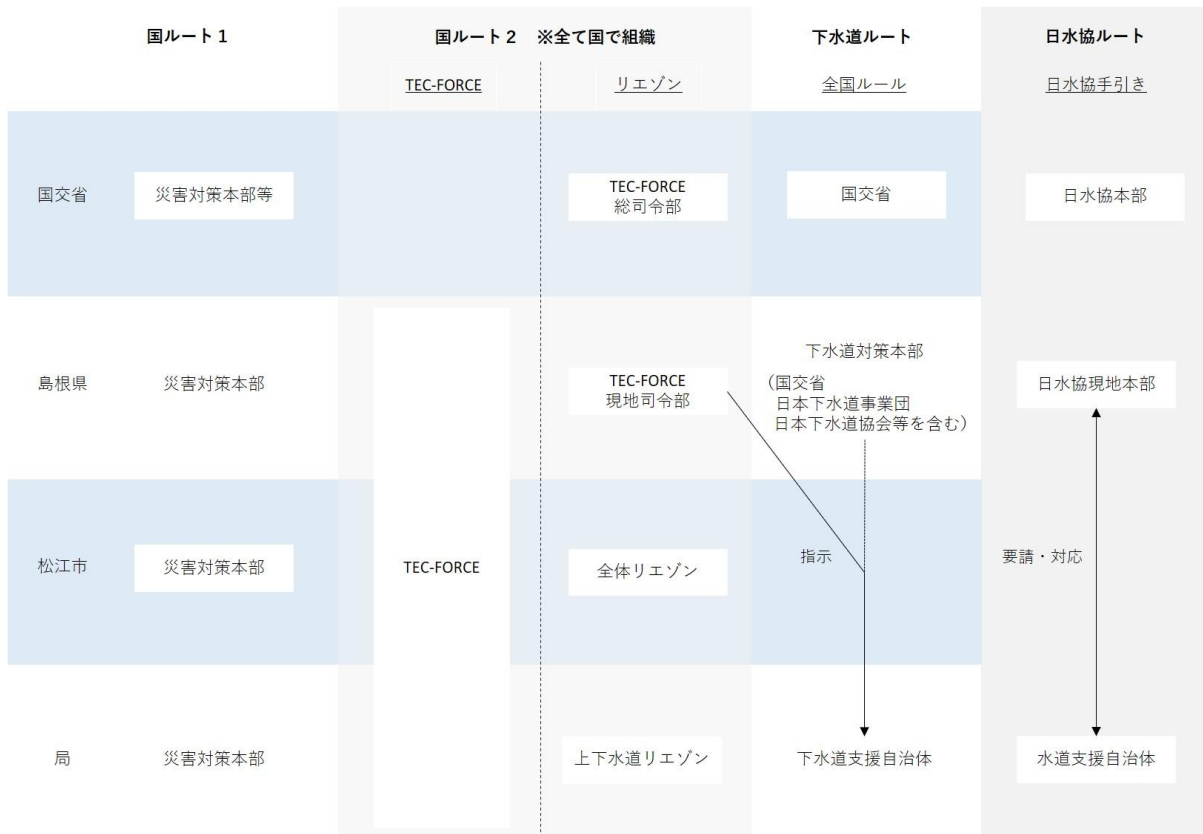 国ルート１
国ルート２　※全て国で組織
下水道ルート
日水協ルート
TEC-FORCE
リエゾン
全国ルール
日水協手引き
国交省
災害対策本部等
TEC-FORCE
総司令部
国交省
日水協本部
島根県
災害対策本部
TEC-FORCE
現地司令部
下水道対策本部
（国交省
日本下水道事業団
日本下水道協会等を含む）
日水協現地本部
松江市
災害対策本部
TEC-FORCE
全体リエゾン
指示
要請・対応
局
災害対策本部
上下水道リエゾン
下水道支援自治体
水道支援自治体